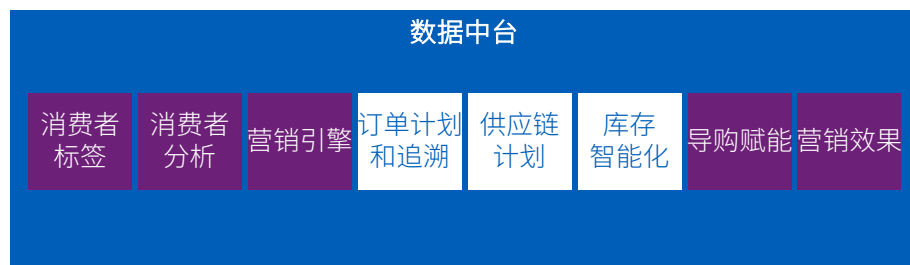 数据中台
消费者
标签
消费者
分析
营销引擎
订单计划
和追溯
供应链
计划
库存
智能化
导购赋能
营销效果